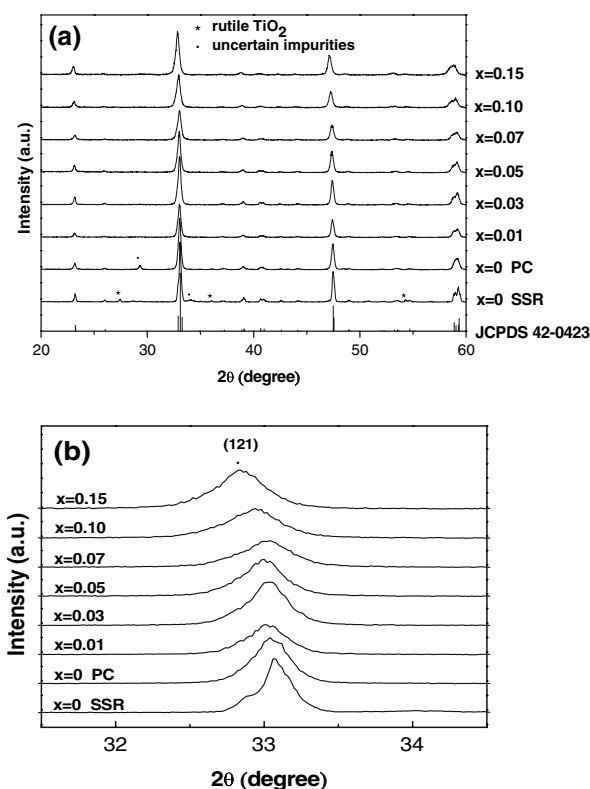 (a)
★ rutile TiO2
· uncertain impurities
Intensity (a.u.)
x=0.15
x=0.10
x=0.07
x=0.05
x=0.03
x=0.01
x=0 PC
x=0 SSR
JCPDS 42-0423
20 30 40 50 60
2θ (degree)
(b)
(121)
Intensity (a.u.)
x=0.15
x=0.10
x=0.07
x=0.05
x=0.03
x=0.01
x=0 PC
x=0 SSR
32 33 34
2θ (degree)